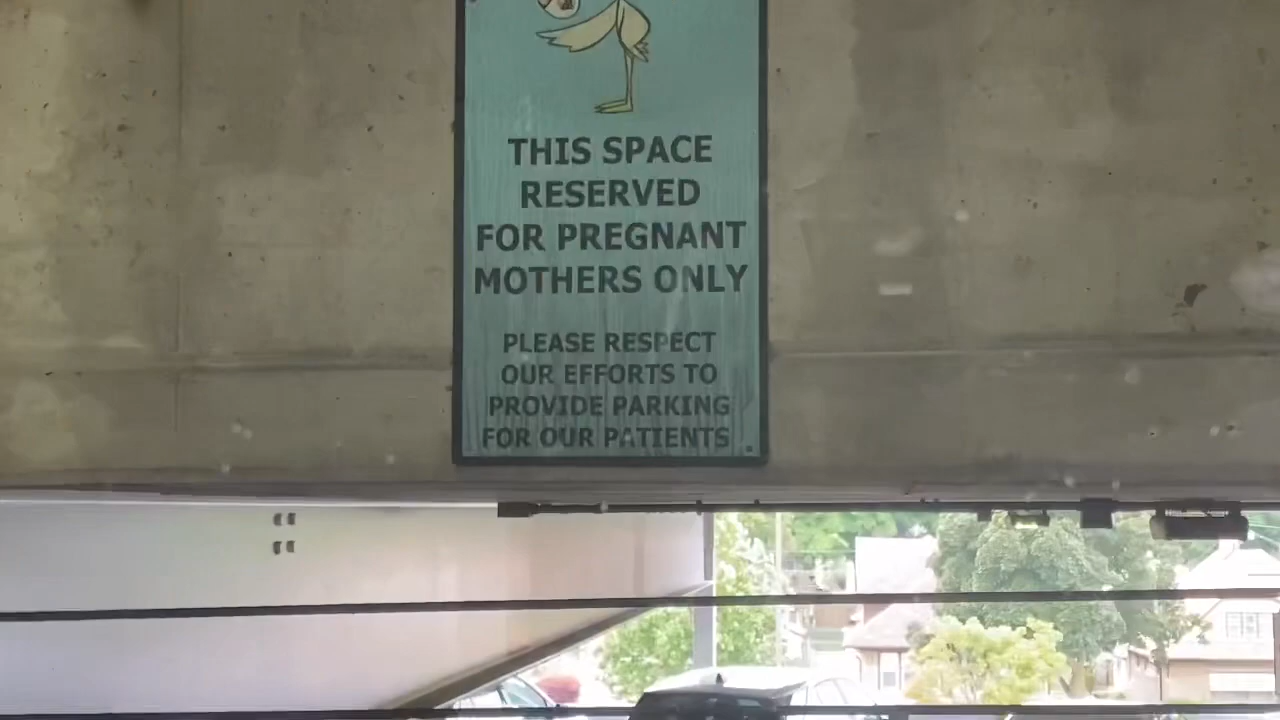 THIS SPACE
RESERVED
FOR PREGNANT
MOTHERS ONLY
PLEASE RESPECT
OUR EFFORTS TO
PROVIDE PARKING
FOR OUR PATIENTS